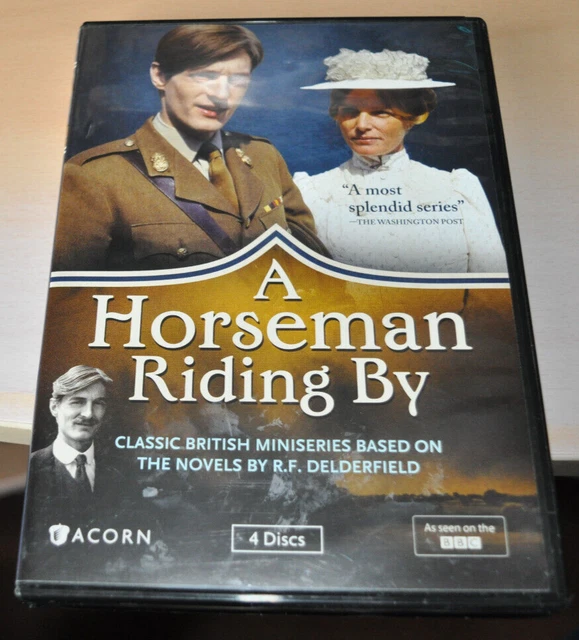 "A most
splendid series"
—THE WASHINGTON POST
A
Horseman
Riding By
CLASSIC BRITISH MINISERIES BASED ON
THE NOVELS BY R.F. DELDERFIELD
ACORN
4 Discs
As seen on the
BBC